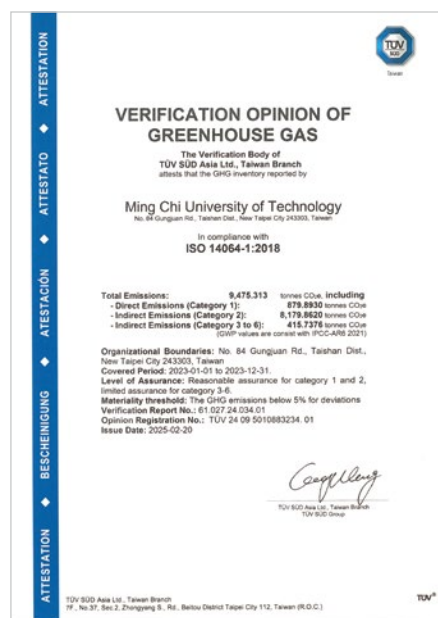 TÜV
SÜD
Taiwan
ATTESTATION ◆ BESCHEINIGUNG ◆ ATESTACIÓN ◆ ATTESTATO ◆ ATTESTATION
VERIFICATION OPINION OF
GREENHOUSE GAS
The Verification Body of
TÜV SÜD Asia Ltd., Taiwan Branch
attests that the GHG inventory reported by
Ming Chi University of Technology
No. 84 Gungjuan Rd., Taishan Dist., New Taipei City 243303, Taiwan
In compliance with
ISO 14064-1:2018
Total Emissions: 9,475.313 tonnes CO₂e, including
- Direct Emissions (Category 1): 879.8930 tonnes CO₂e
- Indirect Emissions (Category 2): 8,179.8620 tonnes CO₂e
- Indirect Emissions (Category 3 to 6): 415.7376 tonnes CO₂e
(GWP values are consist with IPCC-AR6 2021)
Organizational Boundaries: No. 84 Gungjuan Rd., Taishan Dist.,
New Taipei City 243303, Taiwan
Covered Period: 2023-01-01 to 2023-12-31.
Level of Assurance: Reasonable assurance for category 1 and 2,
limited assurance for category 3-6.
Materiality threshold: The GHG emissions below 5% for deviations
Verification Report No.: 61.027.24.034.01
Opinion Registration No.: TÜV 24 09 5010883234. 01
Issue Date: 2025-02-20
TÜV SÜD Asia Ltd., Taiwan Branch
TÜV SÜD Group
TÜV SÜD Asia Ltd., Taiwan Branch
7F., No.37, Sec.2, Zhongyang S., Rd., Beitou District Taipei City 112, Taiwan (R.O.C.)
TÜV®